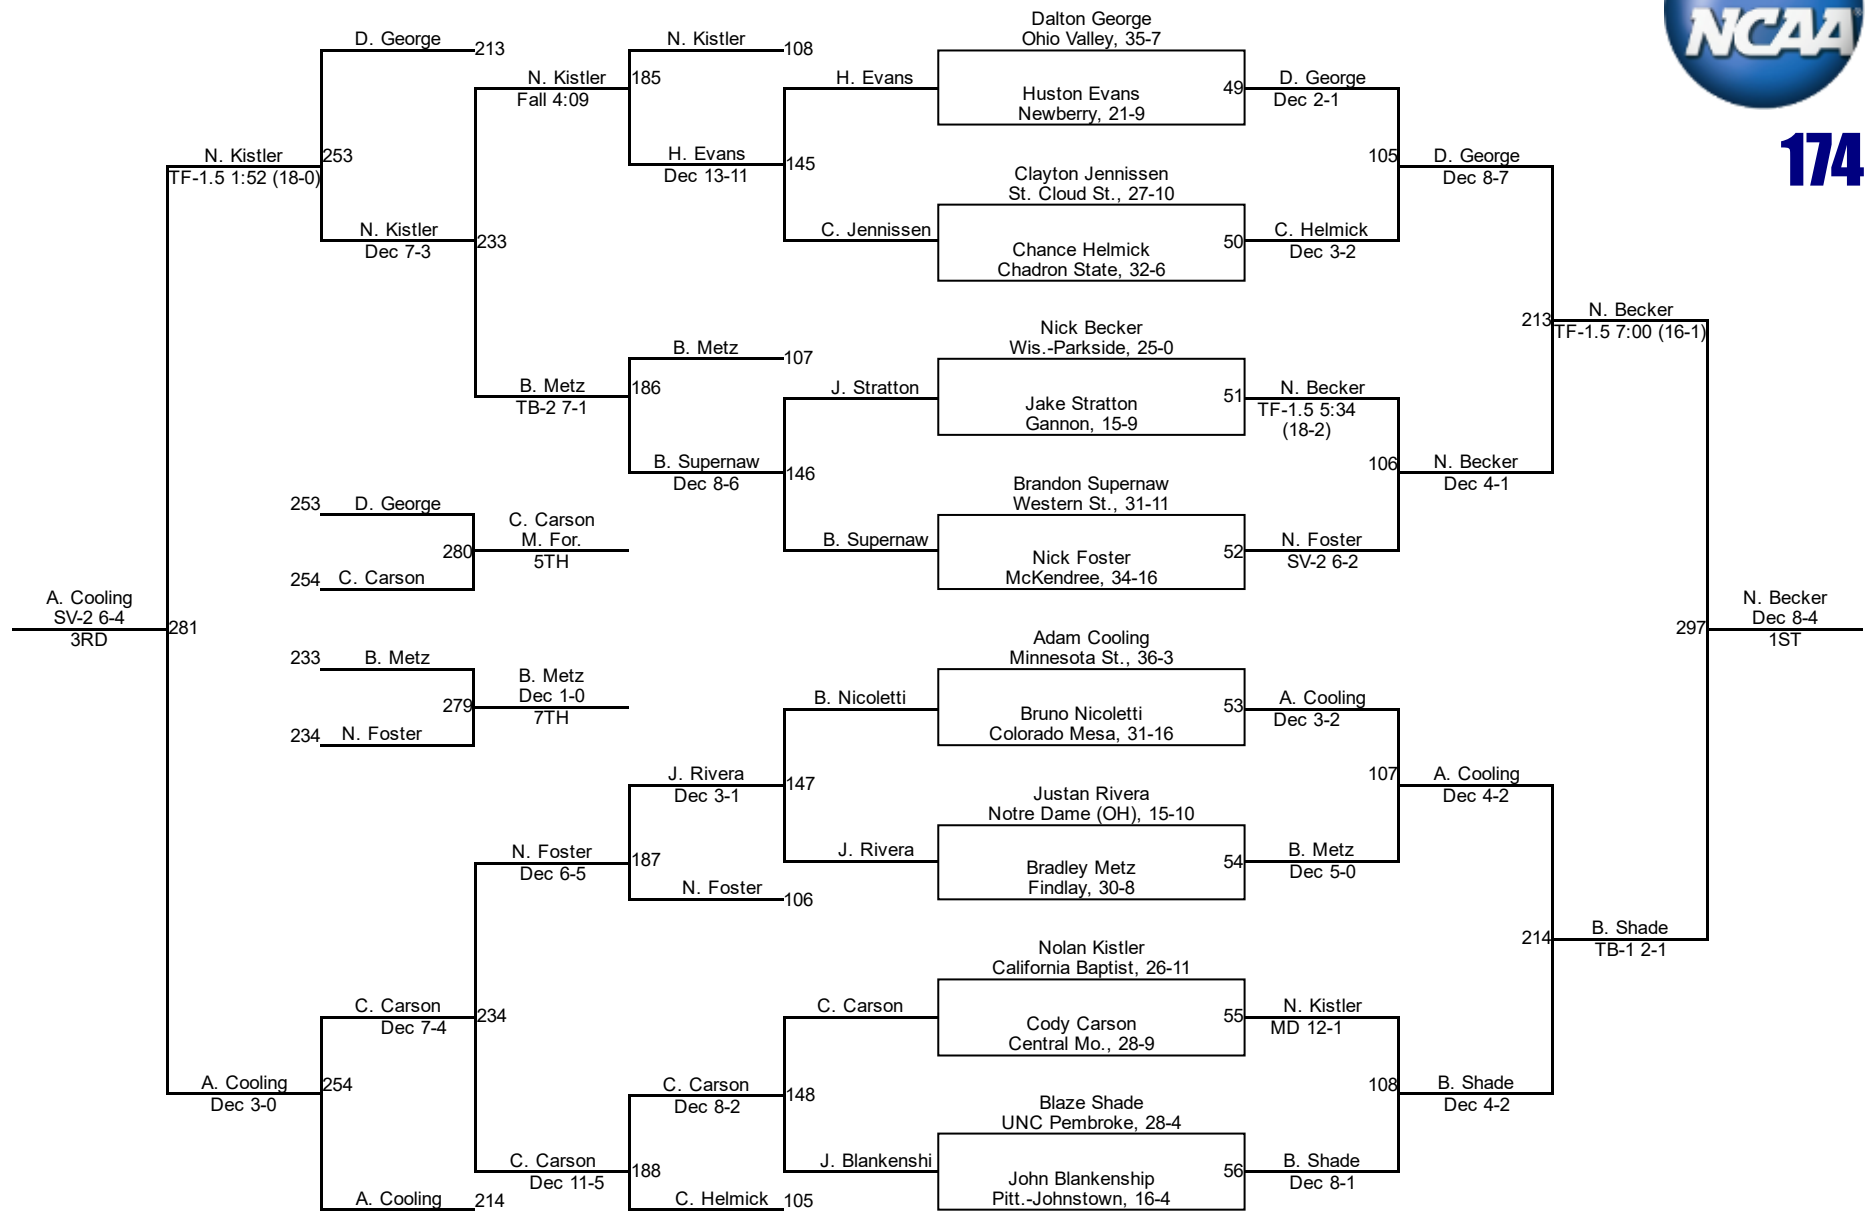 NCAA
174
Dalton George
Ohio Valley, 35-7
D. George
213
N. Kistler
108
N. Kistler
185
Fall 4:09
H. Evans
Huston Evans
Newberry, 21-9
49
D. George
Dec 2-1
N. Kistler
253
TF-1.5 1:52 (18-0)
H. Evans
145
Dec 13-11
105
D. George
Dec 8-7
Clayton Jennissen
St. Cloud St., 27-10
N. Kistler
Dec 7-3
233
C. Jennissen
Chance Helmick
Chadron State, 32-6
50
C. Helmick
Dec 3-2
213
N. Becker
TF-1.5 7:00 (16-1)
Nick Becker
Wis.-Parkside, 25-0
B. Metz
107
B. Metz
186
TB-2 7-1
J. Stratton
Jake Stratton
Gannon, 15-9
51
N. Becker
TF-1.5 5:34
(18-2)
B. Supernaw
146
Dec 8-6
106
N. Becker
Dec 4-1
Brandon Supernaw
Western St., 31-11
253
D. George
C. Carson
M. For.
5TH
280
254
C. Carson
B. Supernaw
Nick Foster
McKendree, 34-16
52
N. Foster
SV-2 6-2
A. Cooling
SV-2 6-4
3RD
281
297
N. Becker
Dec 8-4
1ST
Adam Cooling
Minnesota St., 36-3
233
B. Metz
B. Metz
Dec 1-0
7TH
279
234
N. Foster
B. Nicoletti
Bruno Nicoletti
Colorado Mesa, 31-16
53
A. Cooling
Dec 3-2
J. Rivera
147
Dec 3-1
107
A. Cooling
Dec 4-2
Justan Rivera
Notre Dame (OH), 15-10
N. Foster
187
Dec 6-5
J. Rivera
Bradley Metz
Findlay, 30-8
54
B. Metz
Dec 5-0
N. Foster
106
214
B. Shade
TB-1 2-1
Nolan Kistler
California Baptist, 26-11
C. Carson
234
Dec 7-4
C. Carson
Cody Carson
Central Mo., 28-9
55
N. Kistler
MD 12-1
A. Cooling
254
Dec 3-0
C. Carson
148
Dec 8-2
108
B. Shade
Dec 4-2
Blaze Shade
UNC Pembroke, 28-4
C. Carson
188
Dec 11-5
J. Blankenshi
John Blankenship
Pitt.-Johnstown, 16-4
56
B. Shade
Dec 8-1
A. Cooling
214
C. Helmick
105